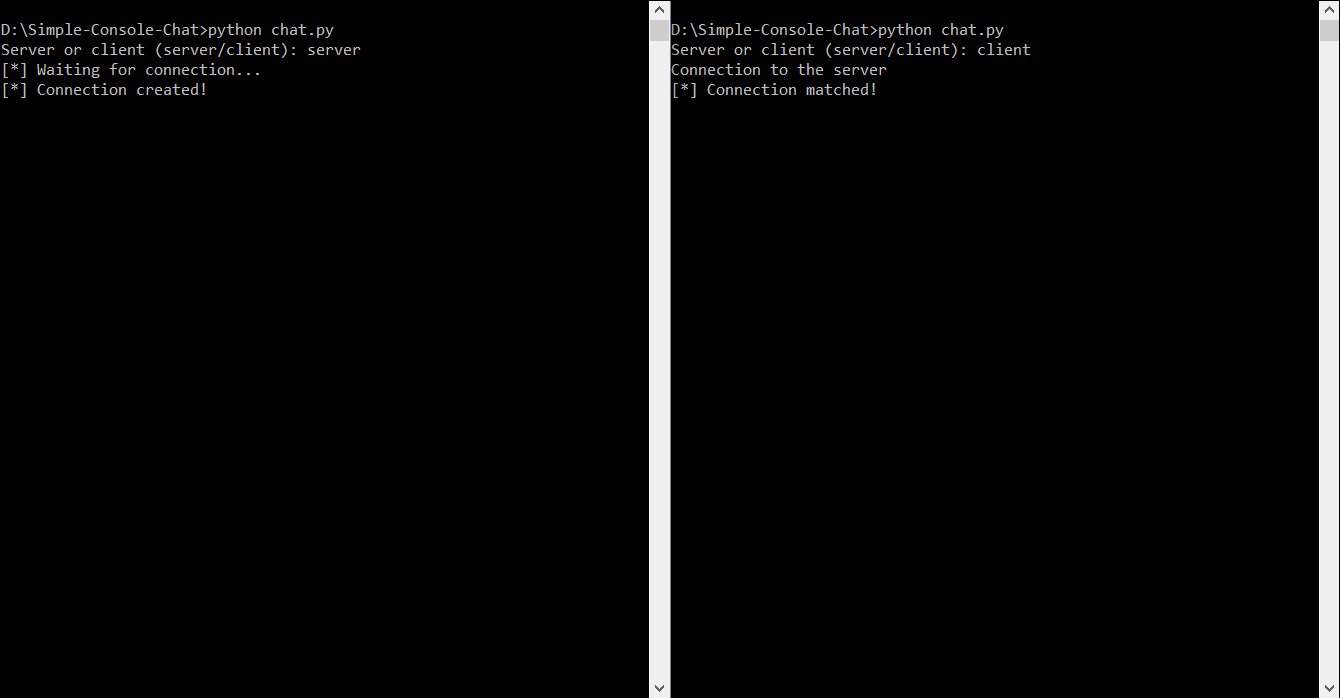 D:\Simple-Console-Chat>python chat.py
Server or client (server/client): server
[*] Waiting for connection...
[*] Connection created!
D:\Simple-Console-Chat>python chat.py
Server or client (server/client): client
Connection to the server
[*] Connection matched!